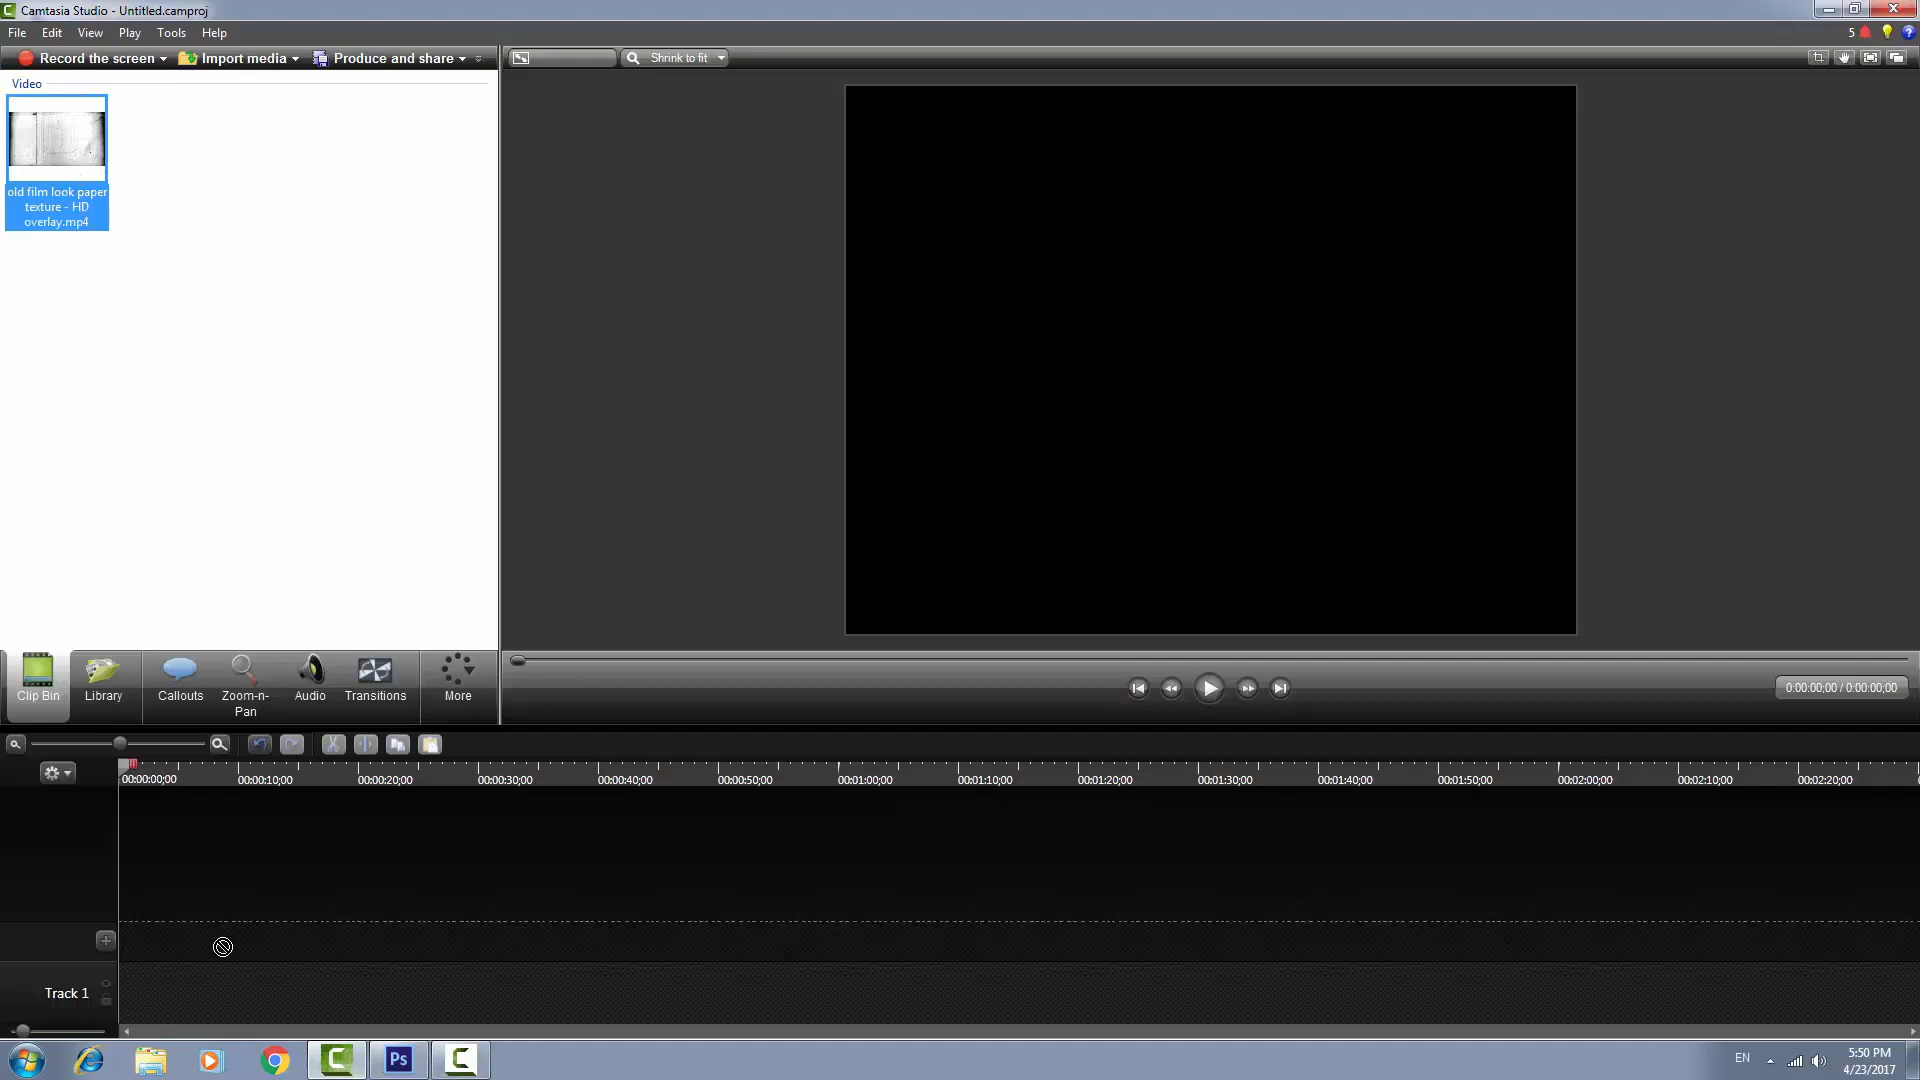 Camtasia Studio - Untitled.camproj
File Edit View Play Tools Help
5
Record the screen Import media Produce and share
Shrink to fit
Video
old film look paper
texture - HD
overlay.mp4
Clip Bin Library Callouts Zoom-n-
Pan Audio Transitions More
0:00:00;00 / 0:00:00;00
00:00:00;00 00:00:10;00 00:00:20;00 00:00:30;00 00:00:40;00 00:00:50;00 00:01:00;00 00:01:10;00 00:01:20;00 00:01:30;00 00:01:40;00 00:01:50;00 00:02:00;00 00:02:10;00 00:02:20;00
Track 1
Ps
EN
5:50 PM
4/23/2017